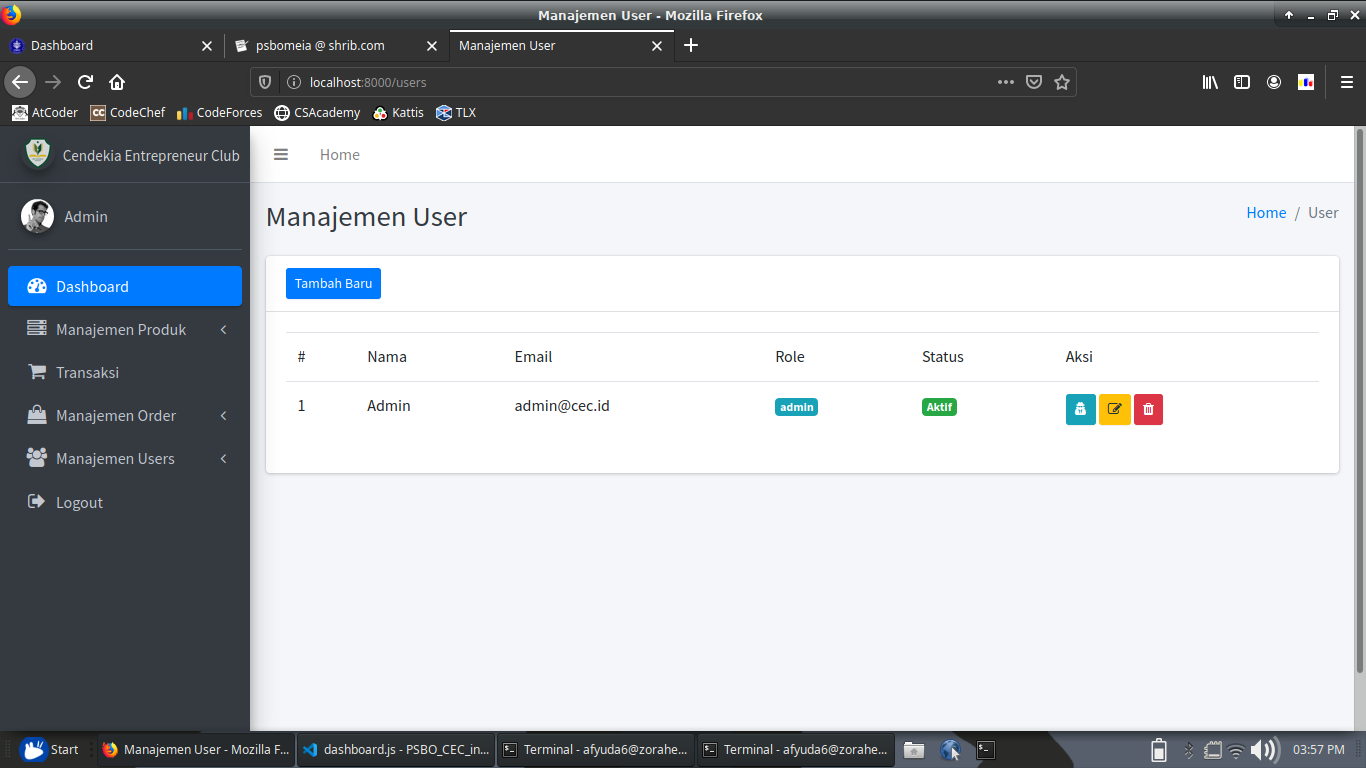 Manajemen User - Mozilla Firefox
Dashboard
psbomeia @ shrib.com
Manajemen User
localhost:8000/users
AtCoder
CC CodeChef
CodeForces
CSAcademy
Kattis
TLX
Cendekia Entrepreneur Club
Home
Admin
Manajemen User
Home / User
Dashboard
Manajemen Produk
Transaksi
Manajemen Order
Manajemen Users
Logout
Tambah Baru
# Nama Email Role Status Aksi
1 Admin admin@cec.id admin Aktif
Start
Manajemen User - Mozilla F...
dashboard.js - PSBO_CEC_in...
Terminal - afyuda6@zorahe...
Terminal - afyuda6@zorahe...
03:57 PM